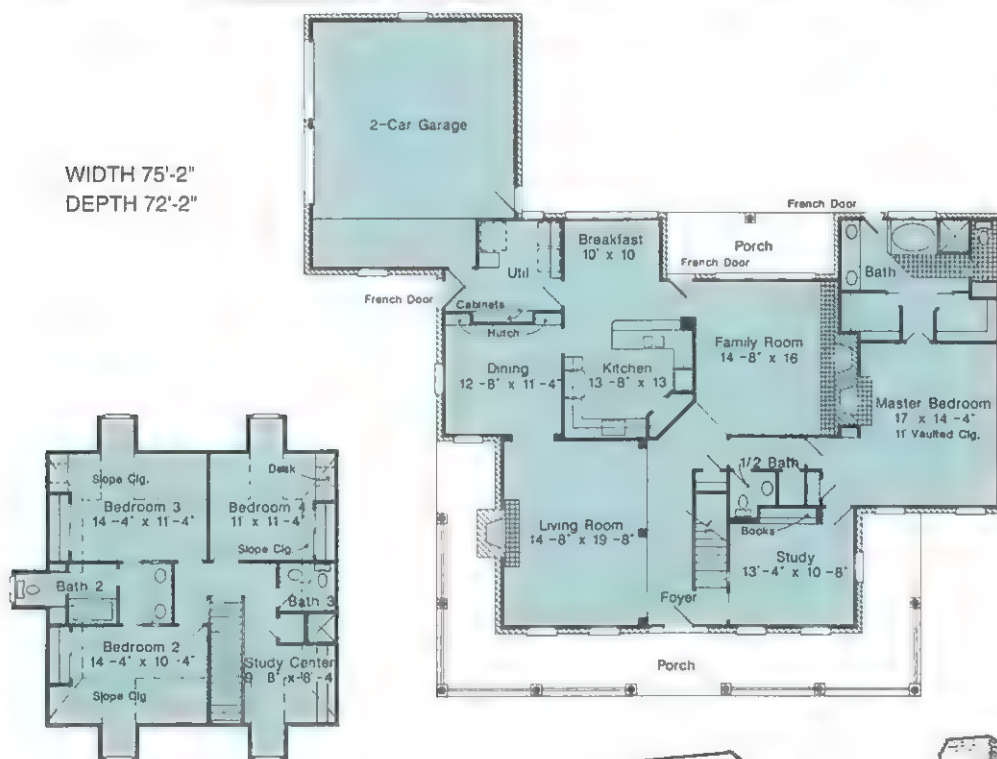 WIDTH 75'-2"
DEPTH 72'-2"
2-Car Garage
French Door
Breakfast
10' x 10
Porch
French Door
Bath
Util
French Door
Cabinets
Hutch
Family Room
14 -8" x 16
Dining
12 -8" x 11 -4"
Kitchen
13 -8" x 13
Master Bedroom
17 x 14 -4"
11' Vaulted Clg.
1/2 Bath
Living Room
14 -8" x 19 -8"
Books
Study
13'-4" x 10 -8"
Foyer
Porch
Slope Clg.
Desk
Bedroom 3
14 -4" x 11 -4"
Bedroom 4
11' x 11 -4"
Slope Clg.
Bath 2
Bath 3
Bedroom 2
14 -4" x 10 -4"
Study Center
Slope Clg